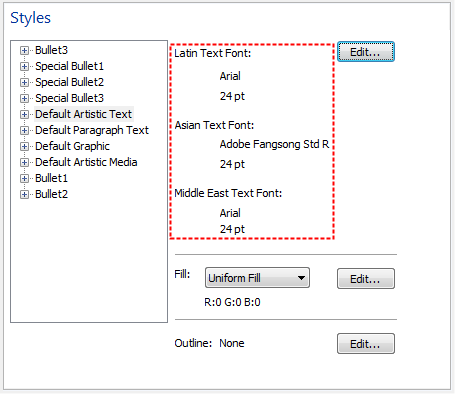 Styles
Bullet3
Special Bullet1
Special Bullet2
Special Bullet3
Default Artistic Text
Default Paragraph Text
Default Graphic
Default Artistic Media
Bullet1
Bullet2
Latin Text Font:
Edit...
Arial
24 pt
Asian Text Font:
Adobe Fangsong Std R
24 pt
Middle East Text Font:
Arial
24 pt
Fill: Uniform Fill Edit...
R:0 G:0 B:0
Outline: None Edit...